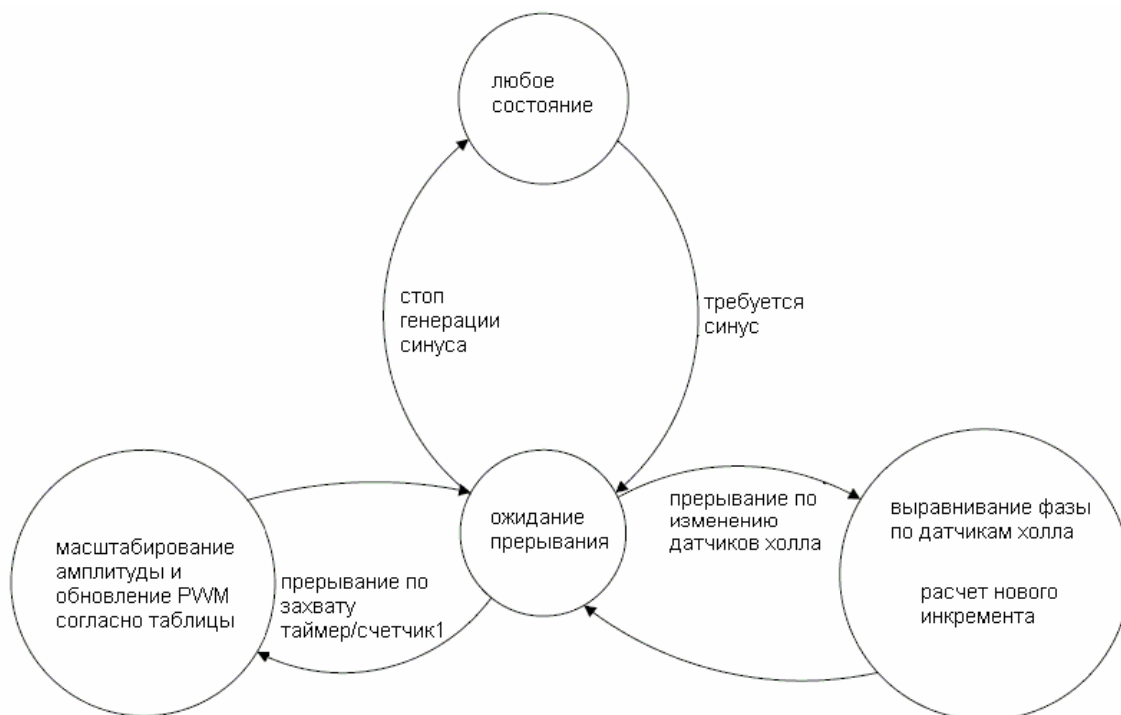 любое
состояние
стоп
генерации
синуса
требуется
синус
масштабирование
амплитуды и
обновление PWM
согласно таблицы
прерывание по
захвату
таймер/счетчик1
ожидание
прерывания
прерывание по
изменению
датчиков холла
выравнивание фазы
по датчикам холла
расчет нового
инкремента